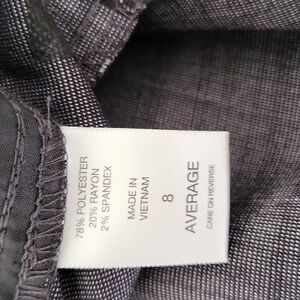 78% POLYESTER
20% RAYON
2% SPANDEX
MADE IN
VIETNAM
8
AVERAGE
CARE ON REVERSE